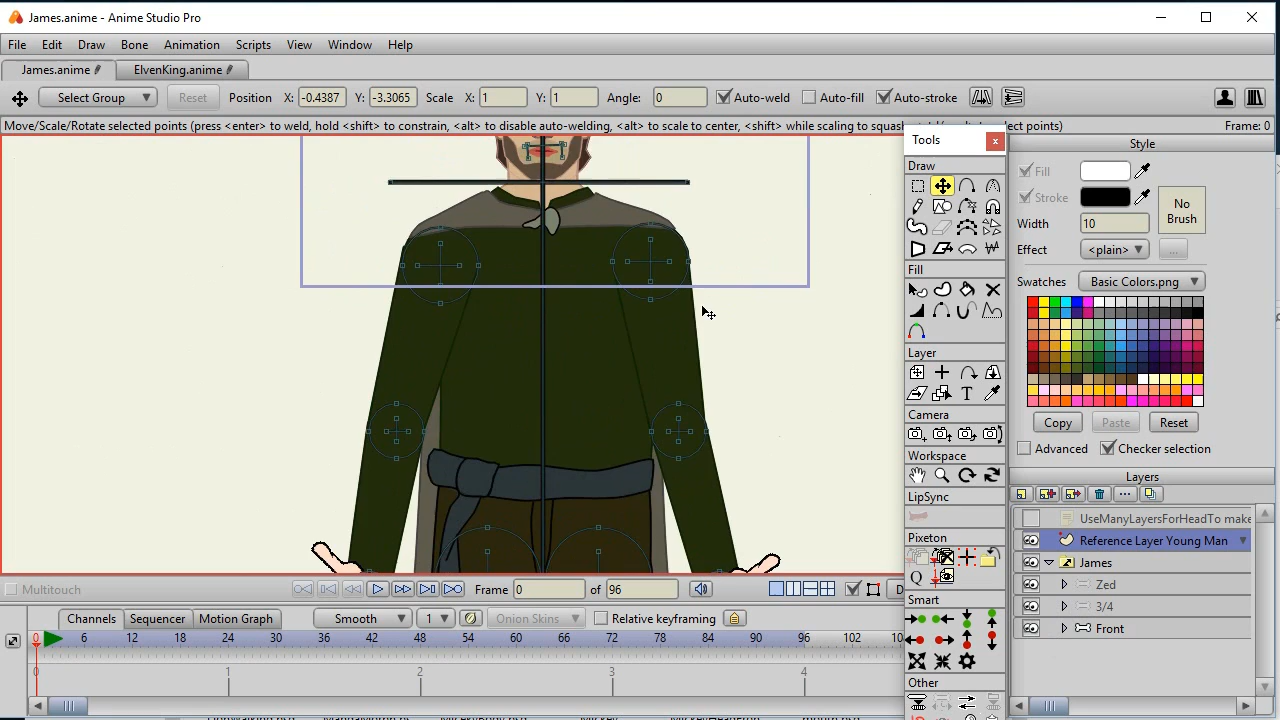 James.anime - Anime Studio Pro
File Edit Draw Bone Animation Scripts View Window Help
James.anime ElvenKing.anime
Select Group Reset Position X: -0.4387 Y: -3.3065 Scale X: 1 Y: 1 Angle: 0 Auto-weld Auto-fill Auto-stroke
Move/Scale/Rotate selected points (press <enter> to weld, hold <shift> to constrain, <alt> to disable auto-welding, <alt> to scale to center, <shift> while scaling to squash points) Frame: 0
Tools
Draw
Fill
Layer
Camera
Workspace
LipSync
Pixeton
Smart
Other
Style
Fill
Stroke
No Brush
Width 10
Effect <plain> ...
Swatches Basic Colors.png
Copy Paste Reset
Advanced Checker selection
Layers
UseManyLayersForHeadTo make
Reference Layer Young Man
James
Zed
3/4
Front
Multitouch Frame 0 of 96 D
Channels Sequencer Motion Graph Smooth 1 Onion Skins Relative keyframing
0 6 12 18 24 30 36 42 48 54 60 66 72 78 84 90 96 102
0 1 2 3 4